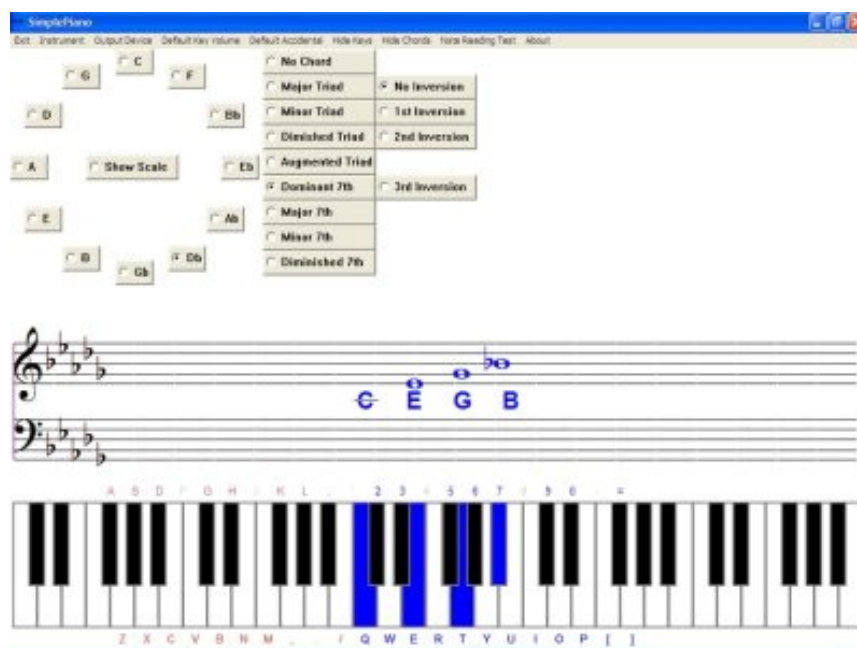 SimplePiano
Exit Instrument Output Device Default Key Volume Default Accidental Hide Keys Hide Chords Note Reading Test About
C
G
F
D
Bb
A
Show Scale
Eb
E
Ab
B
Db
Gb
No Chord
Major Triad No Inversion
Minor Triad 1st Inversion
Diminished Triad 2nd Inversion
Augmented Triad
Dominant 7th 3rd Inversion
Major 7th
Minor 7th
Diminished 7th
C E G B
A S D F G H J K L 2 3 4 5 6 7 9 0 - =
Z X C V B N M , . / Q W E R T Y U I O P [ ]